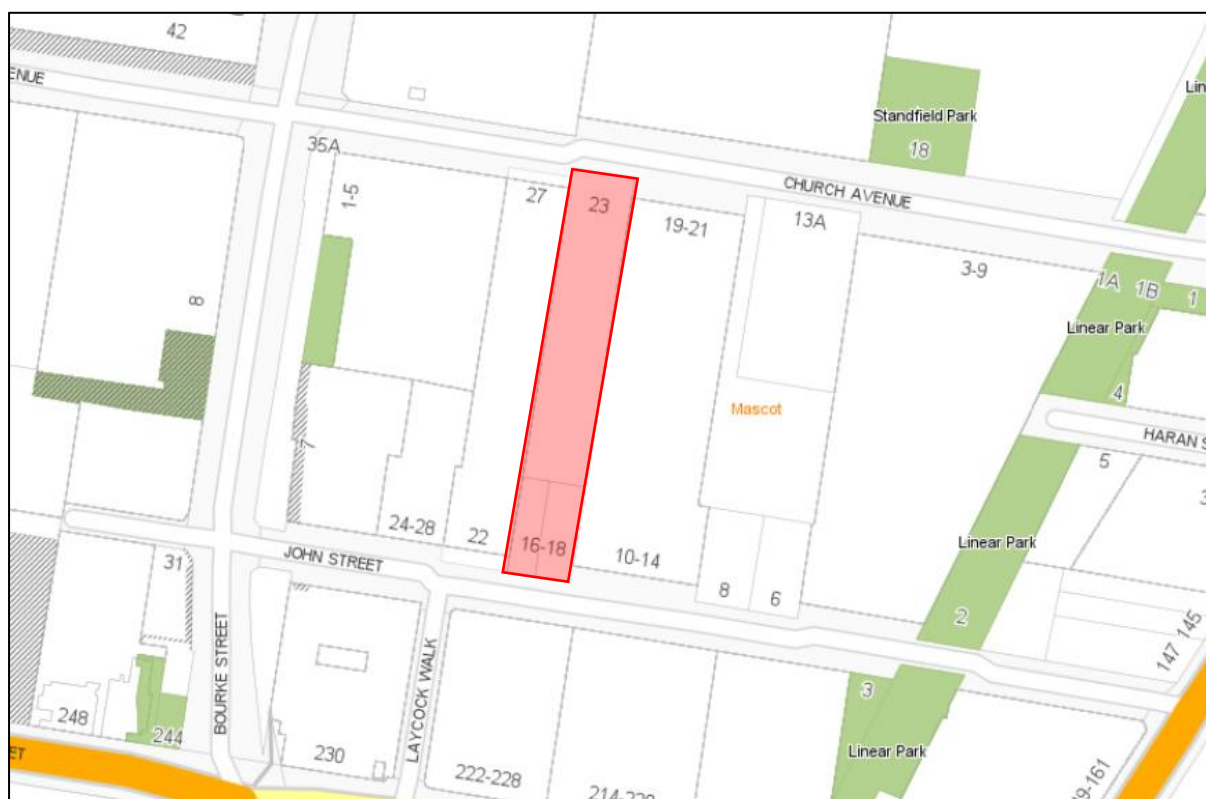 42
ENUE
Lin
Standfield Park
18
35A
CHURCH AVENUE
1-5
27
23
19-21
13A
3-9
1A
1B
1
8
Linear Park
Mascot
4
HARAN S
7
5
24-28
22
16-18
10-14
Linear Park
JOHN STREET
31
8
6
2
147
145
BOURKE STREET
LAYCOCK WALK
3
248
244
230
Linear Park
ET
222-228